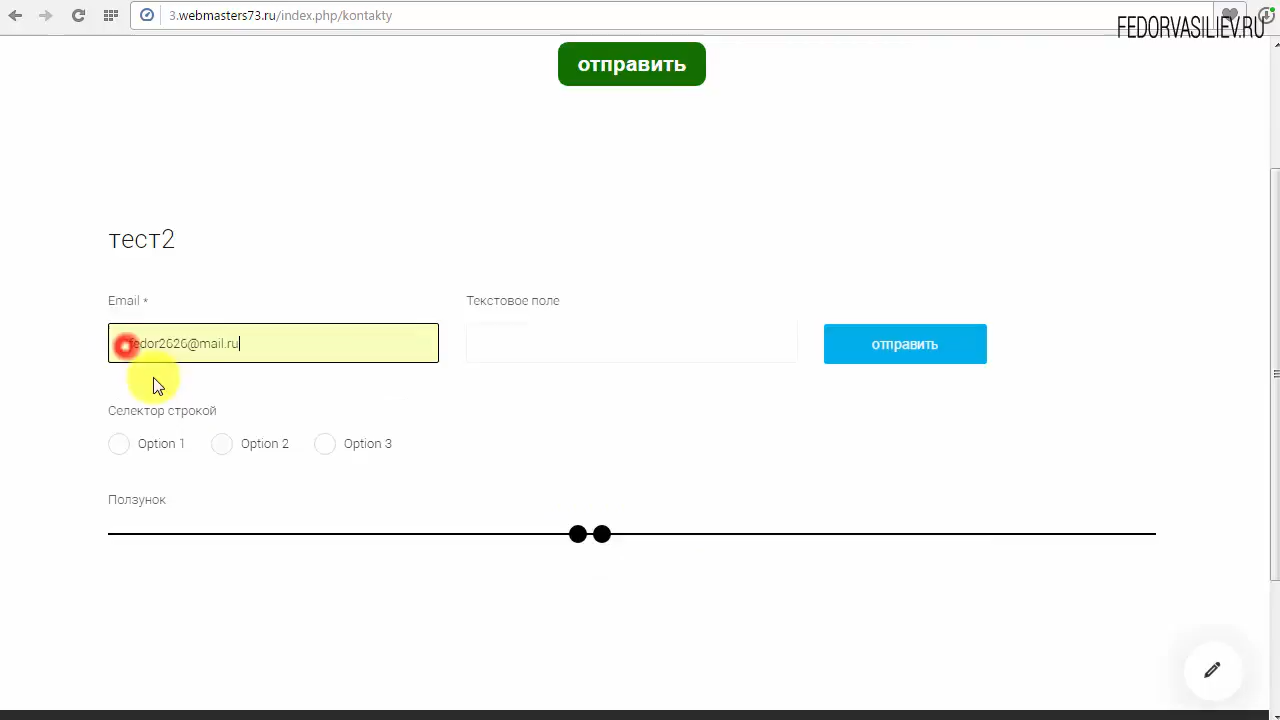 3.webmasters73.ru/index.php/kontakty
FEDORVASILIEV.RU
отправить
тест2
Email *
Текстовое поле
fedor2626@mail.ru
отправить
Селектор строкой
Option 1
Option 2
Option 3
Ползунок